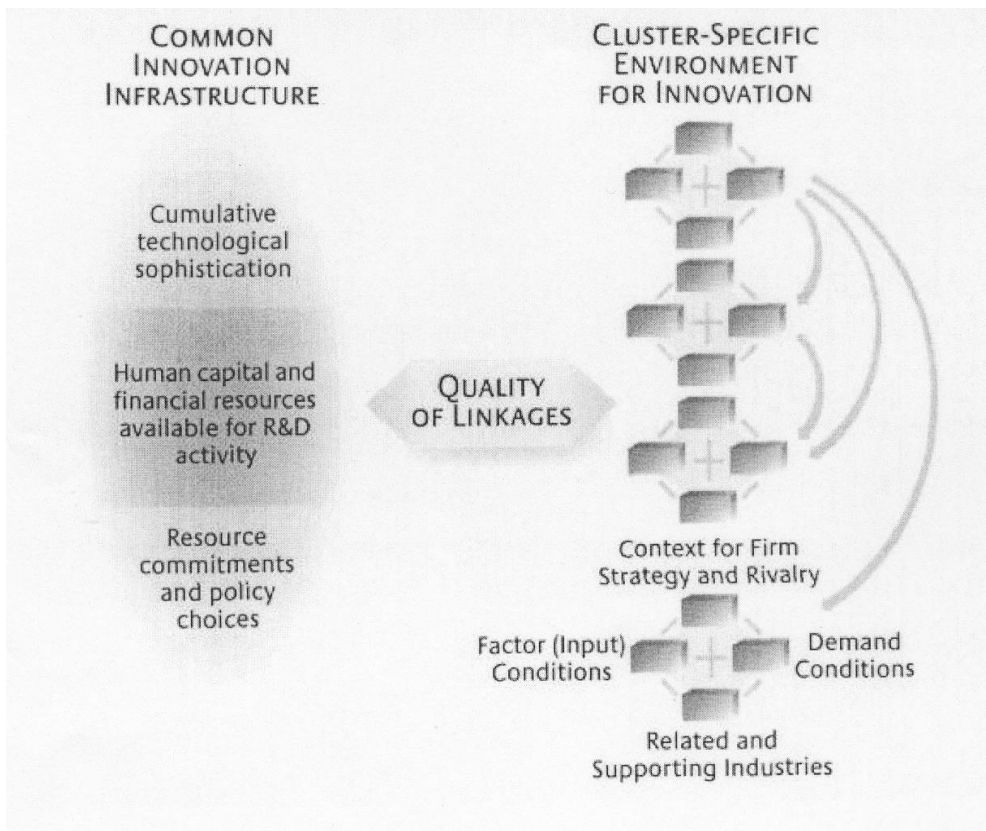 COMMON
INNOVATION
INFRASTRUCTURE
Cumulative
technological
sophistication
Human capital and
financial resources
available for R&D
activity
Resource
commitments
and policy
choices
QUALITY
OF LINKAGES
CLUSTER-SPECIFIC
ENVIRONMENT
FOR INNOVATION
Context for Firm
Strategy and Rivalry
Factor (Input)
Conditions
Demand
Conditions
Related and
Supporting Industries